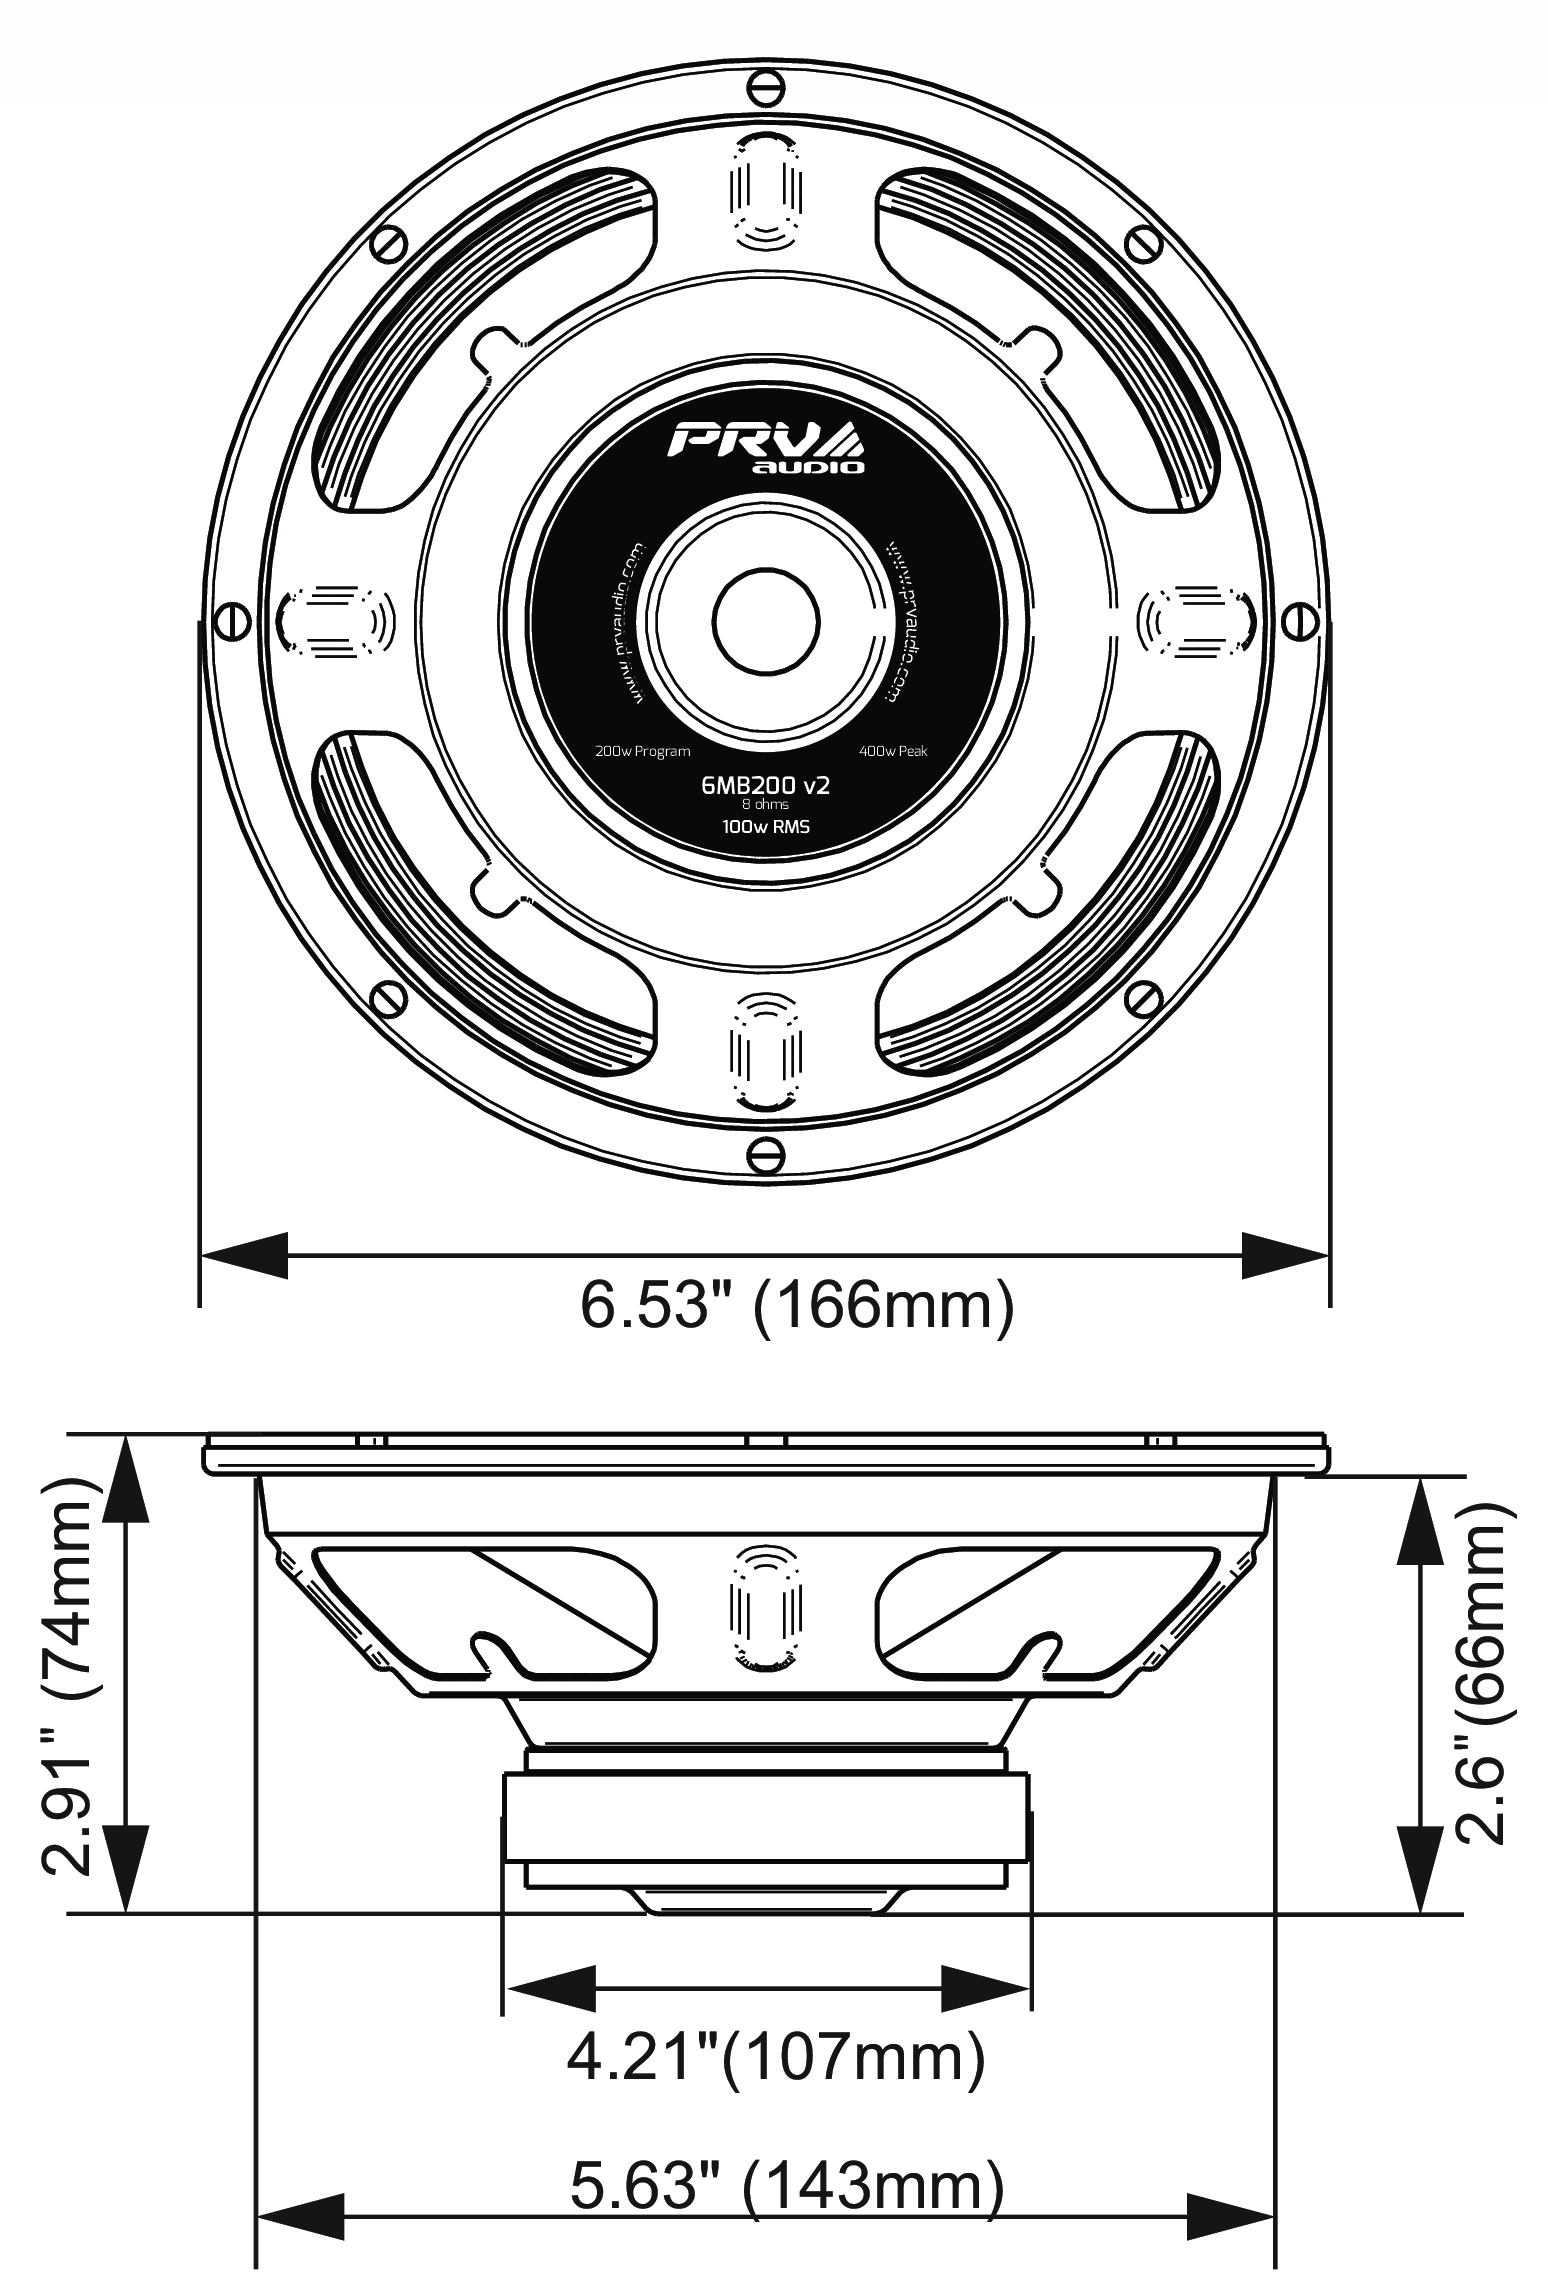 PRV
AUDIO
www.prvaudio.com
www.prvaudio.com
200w Program
400w Peak
6MB200 v2
8 ohms
100w RMS
6.53" (166mm)
2.91" (74mm)
2.6"(66mm)
4.21"(107mm)
5.63" (143mm)